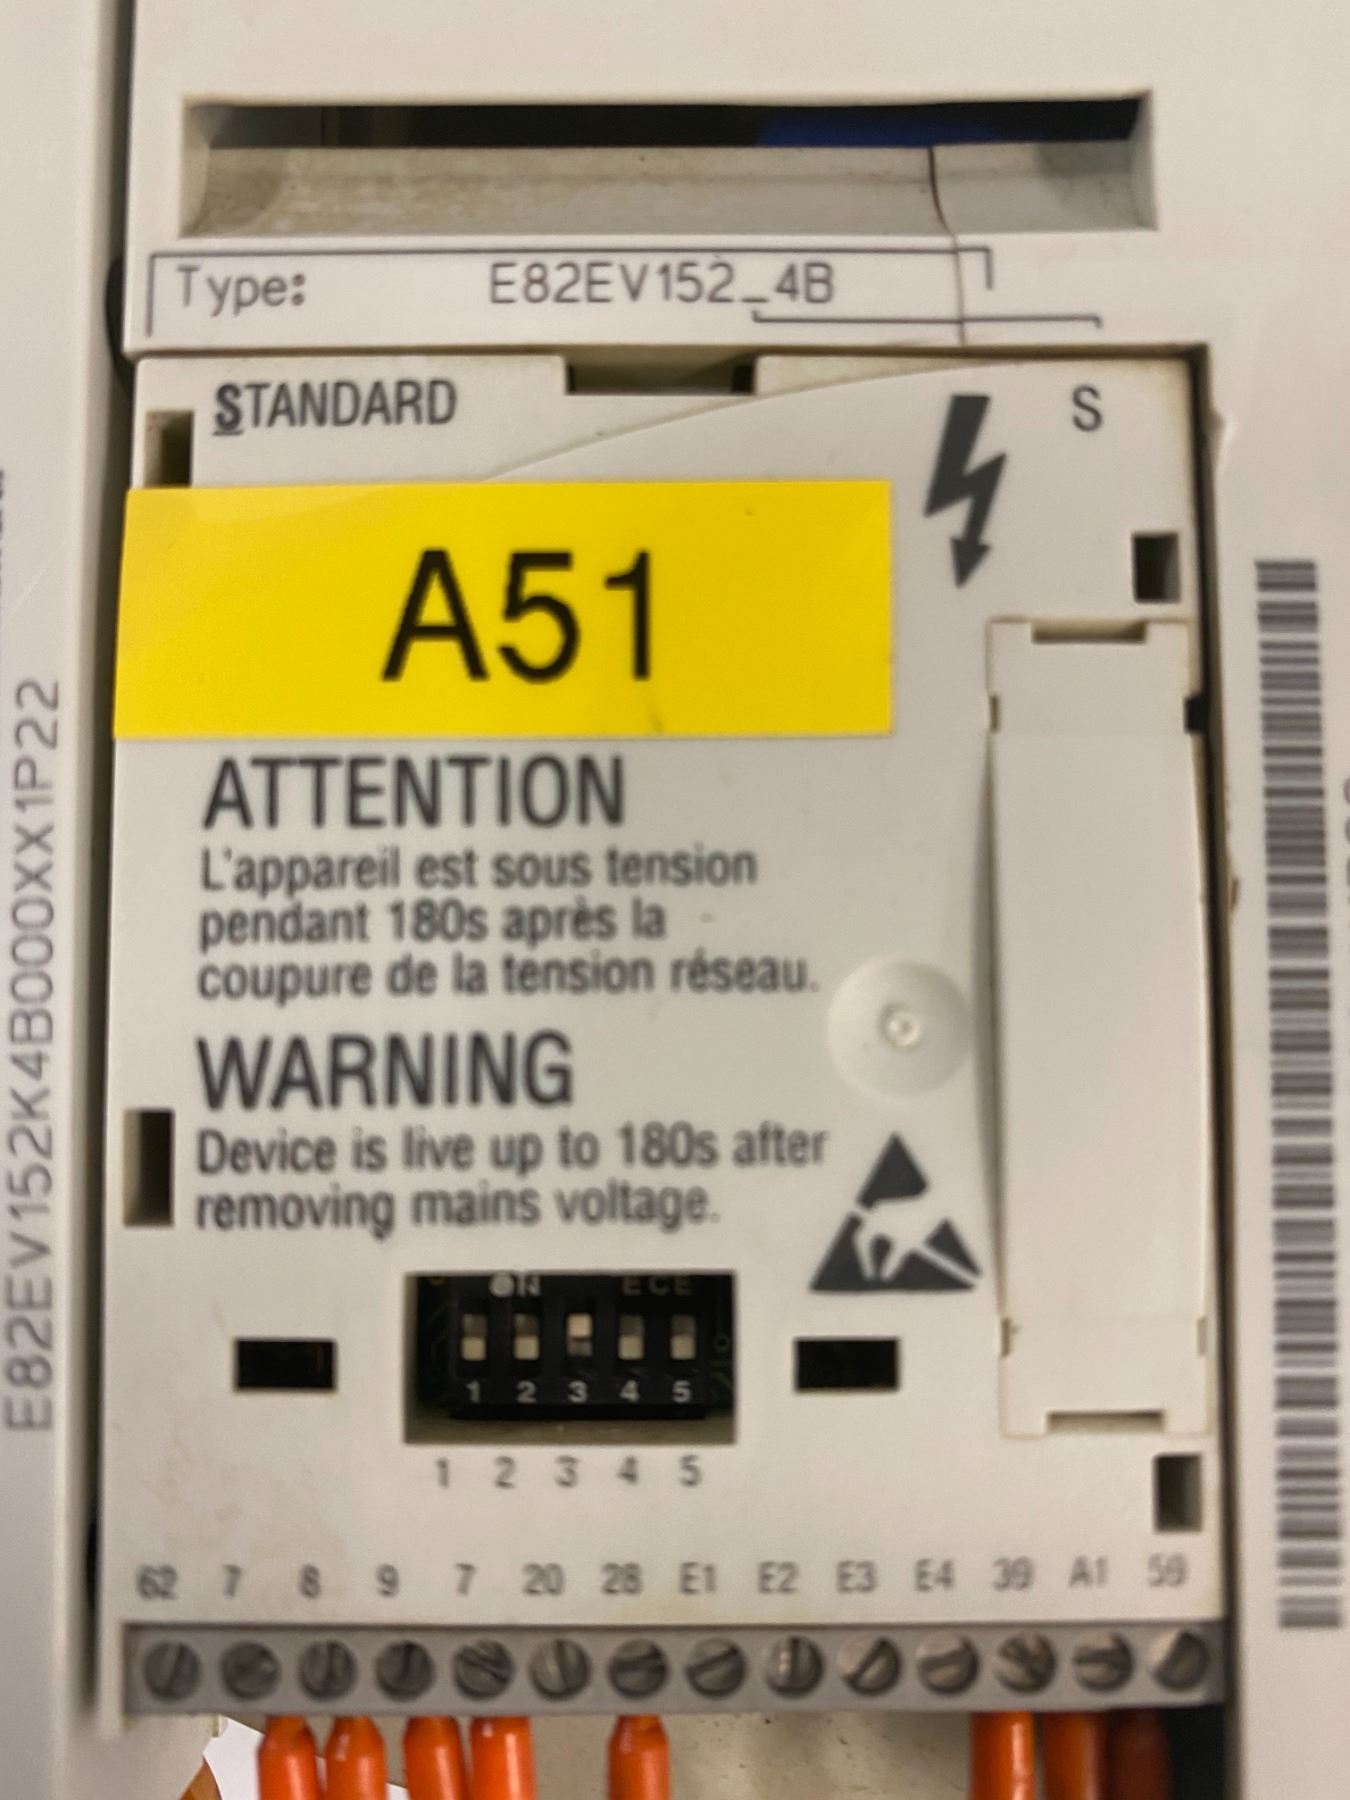 Type: E82EV152_4B
STANDARD
S
A51
ATTENTION
L'appareil est sous tension
pendant 180s après la
coupure de la tension réseau.
WARNING
Device is live up to 180s after
removing mains voltage.
ON ECE
1 2 3 4 5
1 2 3 4 5
62 7 8 9 7 20 28 E1 E2 E3 E4 39 A1 59
E82EV152K4B000XX1P22